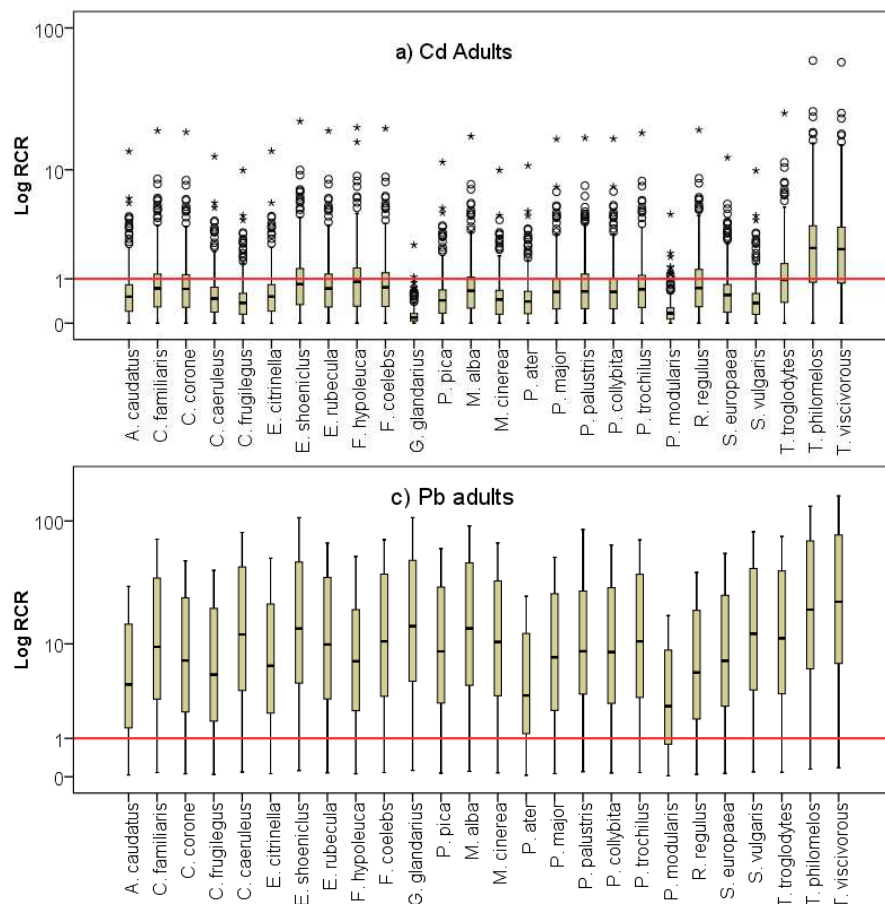 a) Cd Adults
Log RCR
100
10
1
0
A. caudatus
C. familiaris
C. corone
C. caeruleus
C. frugilegus
E. citrinella
E. shoeniclus
E. rubecula
F. hypoleuca
F. coelebs
G. glandarius
P. pica
M. alba
M. cinerea
P. ater
P. major
P. palustris
P. collybita
P. trochilus
P. modularis
R. regulus
S. europaea
S. vulgaris
T. troglodytes
T. philomelos
T. viscivorous
c) Pb adults
Log RCR
100
10
1
0
A. caudatus
C. familiaris
C. corone
C. frugilegus
C. caeruleus
E. citrinella
E. shoeniclus
E. rubecula
F. hypoleuca
F. coelebs
G. glandarius
P. pica
M. alba
M. cinerea
P. ater
P. major
P. palustris
P. collybita
P. trochilus
P. modularis
R. regulus
S. europaea
S. vulgaris
T. troglodytes
T. philomelos
T. viscivorous